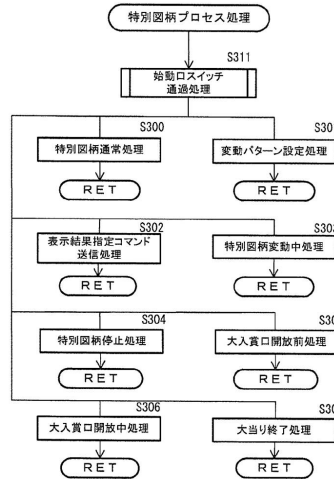 特別図柄プロセス処理
S311
始動口スイッチ
通過処理
S300
特別図柄通常処理
RET
S30
変動パターン設定処理
RET
S302
表示結果指定コマンド
送信処理
RET
S30
特別図柄変動中処理
RET
S304
特別図柄停止処理
RET
S30
大入賞口開放前処理
RET
S306
大入賞口開放中処理
RET
S30
大当り終了処理
RET